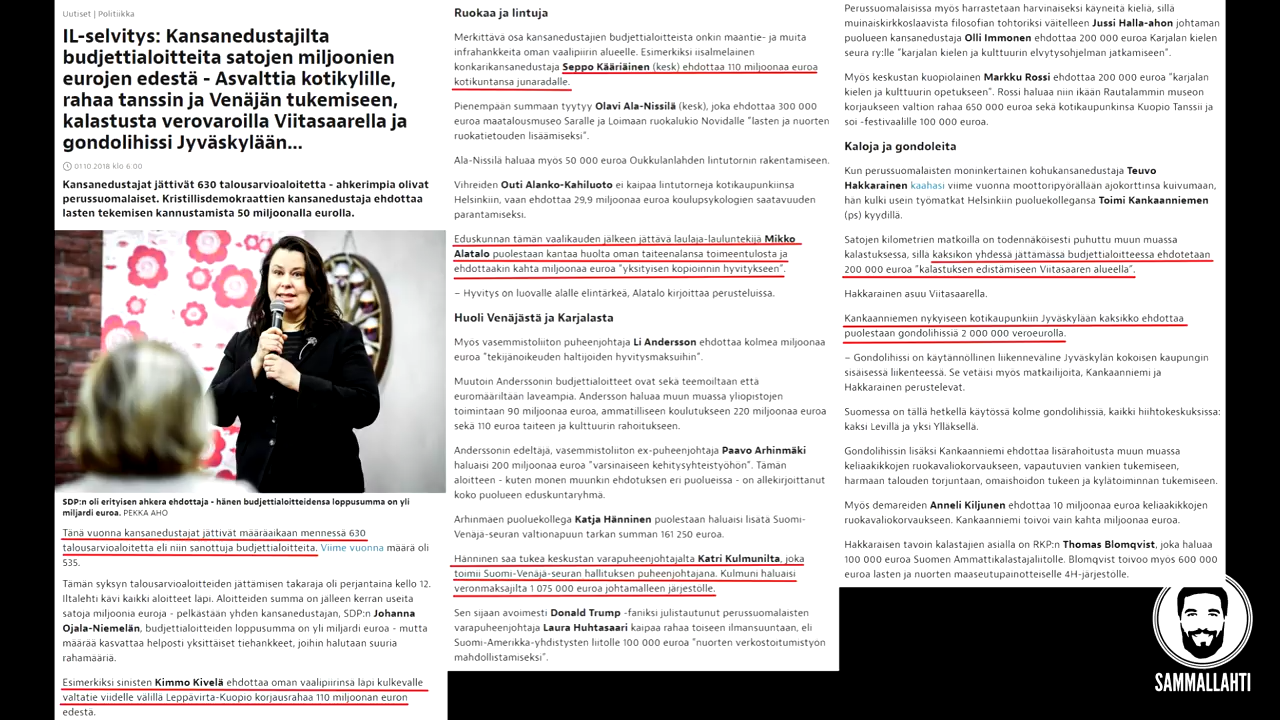 Uutiset | Politiikka
IL-selvitys: Kansanedustajilta
budjettialoitteita satojen miljoonien
eurojen edestä - Asvalttia kotikylille,
rahaa tanssin ja Venäjän tukemiseen,
kalastusta verovaroilla Viitasaarella ja
gondolihissi Jyväskylään...
01.10.2018 klo 6:00
Kansanedustajat jättivät 630 talousarvioaloitetta - ahkerimpia olivat
perussuomalaiset. Kristillisdemokraattien kansanedustaja ehdottaa
lasten tekemisen kannustamista 50 miljoonalla eurolla.
SDP:n oli erityisen ahkera ehdottaja - hänen budjettialoitteidensa loppusumma on yli
miljardi euroa. PEKKA AHO
Tänä vuonna kansanedustajat jättivät määräaikaan mennessä 630
talousarvioaloitetta eli niin sanottuja budjettialoitteita. Viime vuonna määrä oli
535.
Tämän syksyn talousarvioaloitteiden jättämisen takaraja oli perjantaina kello 12.
Iltalehti kävi kaikki aloitteet läpi. Aloitteiden summa on jälleen kerran useita
satoja miljoonia euroja - pelkästään yhden kansanedustajan, SDP:n Johanna
Ojala-Niemelän, budjettialoitteiden loppusumma on yli miljardi euroa - mutta
määrää kasvattaa helposti yksittäiset tiehankkeet, joihin halutaan suuria
rahamääriä.
Esimerkiksi sinisten Kimmo Kivelä ehdottaa oman vaalipiirinsä läpi kulkevalle
valtatie viidelle välillä Leppävirta-Kuopio korjausrahaa 110 miljoonan euron
edestä.
Ruokaa ja lintuja
Merkittävä osa kansanedustajien budjettialoitteista onkin maantie- ja muita
infrahankkeita oman vaalipiirin alueelle. Esimerkiksi iisalmelainen
konkarikansanedustaja Seppo Kääriäinen (kesk) ehdottaa 110 miljoonaa euroa
kotikuntansa junaradalle.
Pienempään summaan tyytyy Olavi Ala-Nissilä (kesk), joka ehdottaa 300 000
euroa maatalousmuseo Saralle ja Loimaan ruokalukio Novidalle "lasten ja nuorten
ruokatietouden lisäämiseksi".
Ala-Nissilä haluaa myös 50 000 euroa Oukkulanlahden lintutornin rakentamiseen.
Vihreiden Outi Alanko-Kahiluoto ei kaipaa lintutorneja kotikaupunkiinsa
Helsinkiin, vaan ehdottaa 29,9 miljoonaa euroa koulupsykologien saatavuuden
parantamiseksi.
Eduskunnan tämän vaalikauden jälkeen jättävä laulaja-lauluntekijä Mikko
Alatalo puolestaan kantaa huolta oman taiteenalansa toimeentulosta ja
ehdottaakin kahta miljoonaa euroa "yksityisen kopioinnin hyvitykseen".
– Hyvitys on luovalle alalle elintärkeä, Alatalo kirjoittaa perusteluissa.
Huoli Venäjästä ja Karjalasta
Myös vasemmistoliiton puheenjohtaja Li Andersson ehdottaa kolmea miljoonaa
euroa "tekijänoikeuden haltijoiden hyvitysmaksuihin".
Muutoin Anderssonin budjettialoitteet ovat sekä teemoiltaan että
euromääriltään laveampia. Andersson haluaa muun muassa yliopistojen
toimintaan 90 miljoonaa euroa, ammatilliseen koulutukseen 220 miljoonaa euroa
sekä 110 euroa taiteen ja kulttuurin rahoitukseen.
Anderssonin edeltäjä, vasemmistoliiton ex-puheenjohtaja Paavo Arhinmäki
haluaisi 200 miljoonaa euroa "varsinaiseen kehitysyhteistyöhön". Tämän
aloitteen - kuten monen muunkin ehdotuksen eri puolueissa - on allekirjoittanut
koko puolueen eduskuntaryhmä.
Arhinmäen puoluekollega Katja Hänninen puolestaan haluaisi lisätä Suomi-
Venäjä-seuran valtionapuun tarkan summan 161 250 euroa.
Hänninen saa tukea keskustan varapuheenjohtajalta Katri Kulmunilta, joka
toimii Suomi-Venäjä-seuran hallituksen puheenjohtajana. Kulmuni haluaisi
veronmaksajilta 1 075 000 euroa johtamalleen järjestölle.
Sen sijaan avoimesti Donald Trump -faniksi julistautunut perussuomalaisten
varapuheenjohtaja Laura Huhtasaari kaipaa rahaa toiseen ilmansuuntaan, eli
Suomi-Amerikka-yhdistysten liitolle 100 000 euroa "nuorten verkostoitumistyön
mahdollistamiseksi".
Perussuomalaisissa myös harrastetaan harvinaiseksi käyneitä kieliä, sillä
muinaiskirkkoslaavista filosofian tohtoriksi väitelleen Jussi Halla-ahon johtaman
puolueen kansanedustaja Olli Immonen ehdottaa 200 000 euroa Karjalan kielen
seura ry:lle "karjalan kielen ja kulttuurin elvytysohjelman jatkamiseen".
Myös keskustan kuopiolainen Markku Rossi ehdottaa 200 000 euroa "karjalan
kielen ja kulttuurin opetukseen". Rossi haluaa niin ikään Rautalammin museon
korjaukseen valtion rahaa 650 000 euroa sekä kotikaupunkinsa Kuopio Tanssii ja
soi -festivaalille 100 000 euroa.
Kaloja ja gondoleita
Kun perussuomalaisten moninkertainen kohukansanedustaja Teuvo
Hakkarainen kaahasi viime vuonna moottoripyörällään ajokorttinsa kuivumaan,
hän kulki usein työmatkat Helsinkiin puoluekollegansa Toimi Kankaanniemen
(ps) kyydillä.
Satojen kilometrien matkoilla on todennäköisesti puhuttu muun muassa
kalastuksessa, sillä kaksikon yhdessä jättämässä budjettialoitteessa ehdotetaan
200 000 euroa "kalastuksen edistämiseen Viitasaaren alueella".
Hakkarainen asuu Viitasaarella.
Kankaanniemen nykyiseen kotikaupunkiin Jyväskylään kaksikko ehdottaa
puolestaan gondolihissiä 2 000 000 veroeurolla.
– Gondolihissi on käytännöllinen liikenneväline Jyväskylän kokoisen kaupungin
sisäisessä liikenteessä. Se vetäisi myös matkailijoita, Kankaanniemi ja
Hakkarainen perustelevat.
Suomessa on tällä hetkellä käytössä kolme gondolihissiä, kaikki hiihtokeskuksissa:
kaksi Levillä ja yksi Ylläksellä.
Gondolihissin lisäksi Kankaanniemi ehdottaa lisärahoitusta muun muassa
keliaakikkojen ruokavaliokorvaukseen, vapautuvien vankien tukemiseen,
harmaan talouden torjuntaan, omaishoidon tukeen ja kylätoiminnan tukemiseen.
Myös demareiden Anneli Kiljunen ehdottaa 10 miljoonaa euroa keliaakikkojen
ruokavaliokorvaukseen. Kankaanniemi toivoi vain kahta miljoonaa.
Hakkaraisen tavoin kalastajien asialla on RKP:n Thomas Blomqvist, joka haluaa
100 000 euroa Suomen Ammattikalastajaliitolle. Blomqvist toivoo myös 600 000
euroa lasten ja nuorten maaseutupainotteiselle 4H-järjestölle.
SAMMALLAHTI